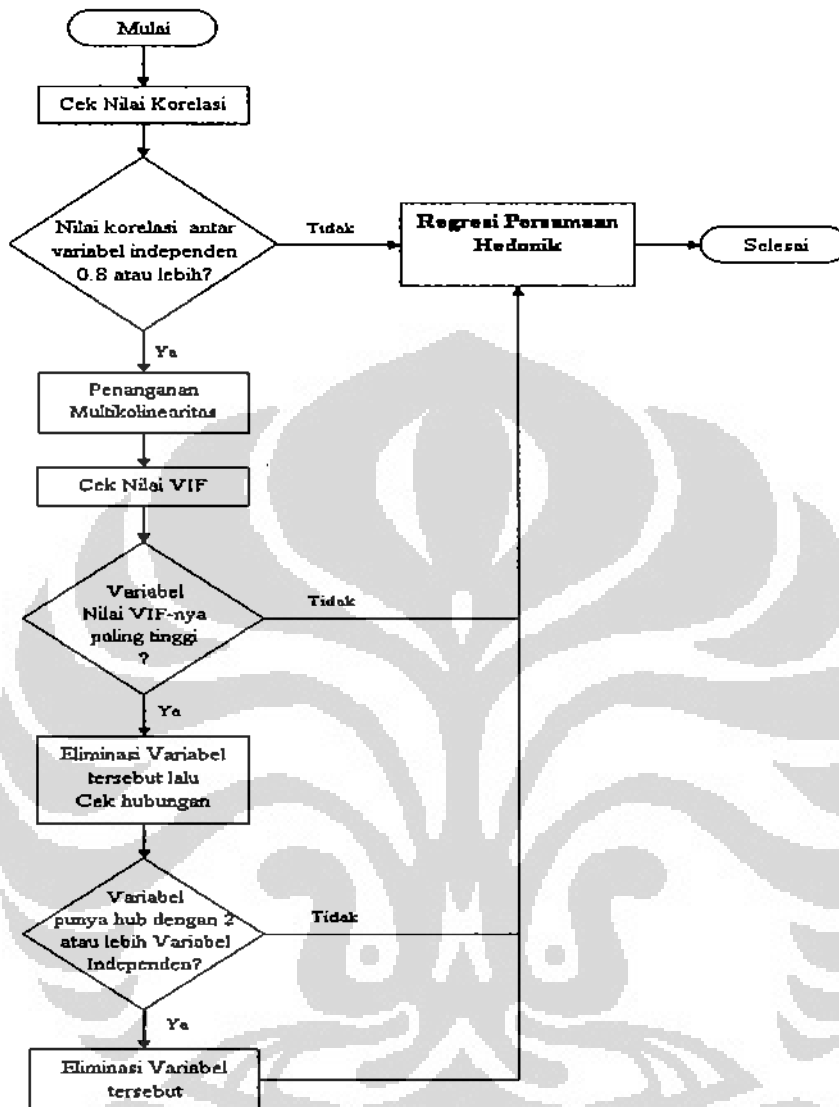 Mulai
Cek Nilai Korelasi
Nilai korelasi antar
variabel independen
0.8 atau lebih?
Tidak
Regresi Persamaan
Hedonik
Selesai
Ya
Penanganan
Multikolinearitas
Cek Nilai VIF
Variabel
Nilai VIF-nya
paling tinggi
?
Tidak
Ya
Eliminasi Variabel
tersebut lalu
Cek hubungan
Variabel
punya hub dengan 2
atau lebih Variabel
Independen?
Tidak
Ya
Eliminasi Variabel
tersebut